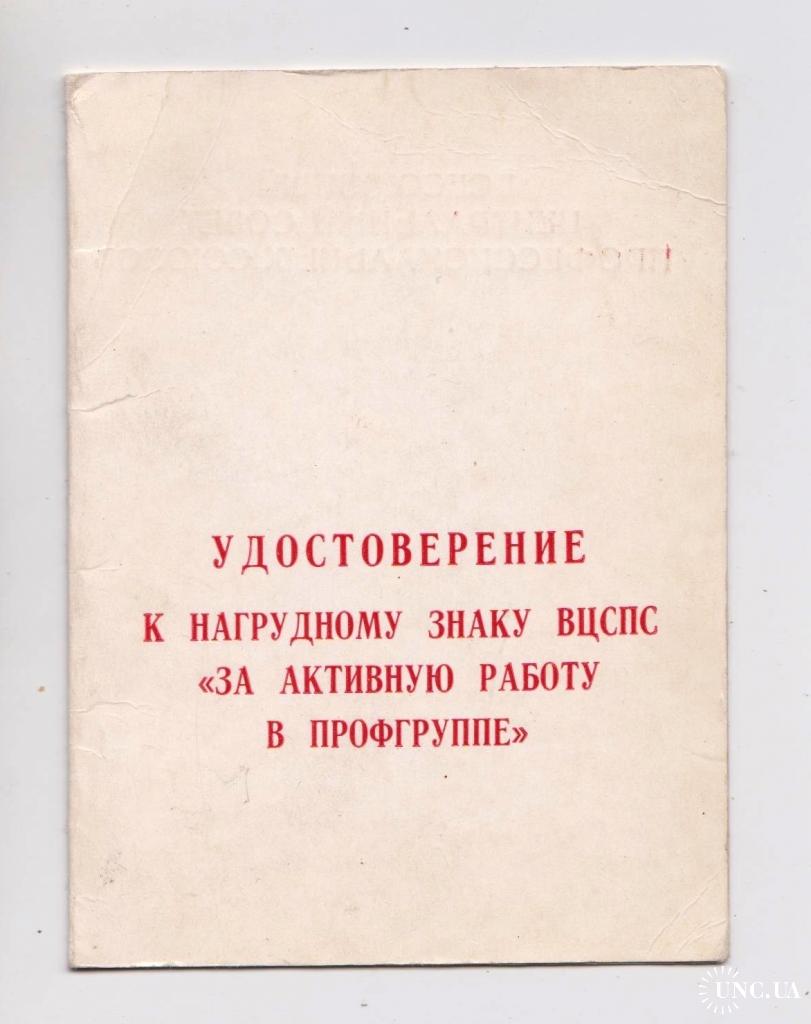 УДОСТОВЕРЕНИЕ
К НАГРУДНОМУ ЗНАКУ ВЦСПС
«ЗА АКТИВНУЮ РАБОТУ
В ПРОФГРУППЕ»
UNC.UA